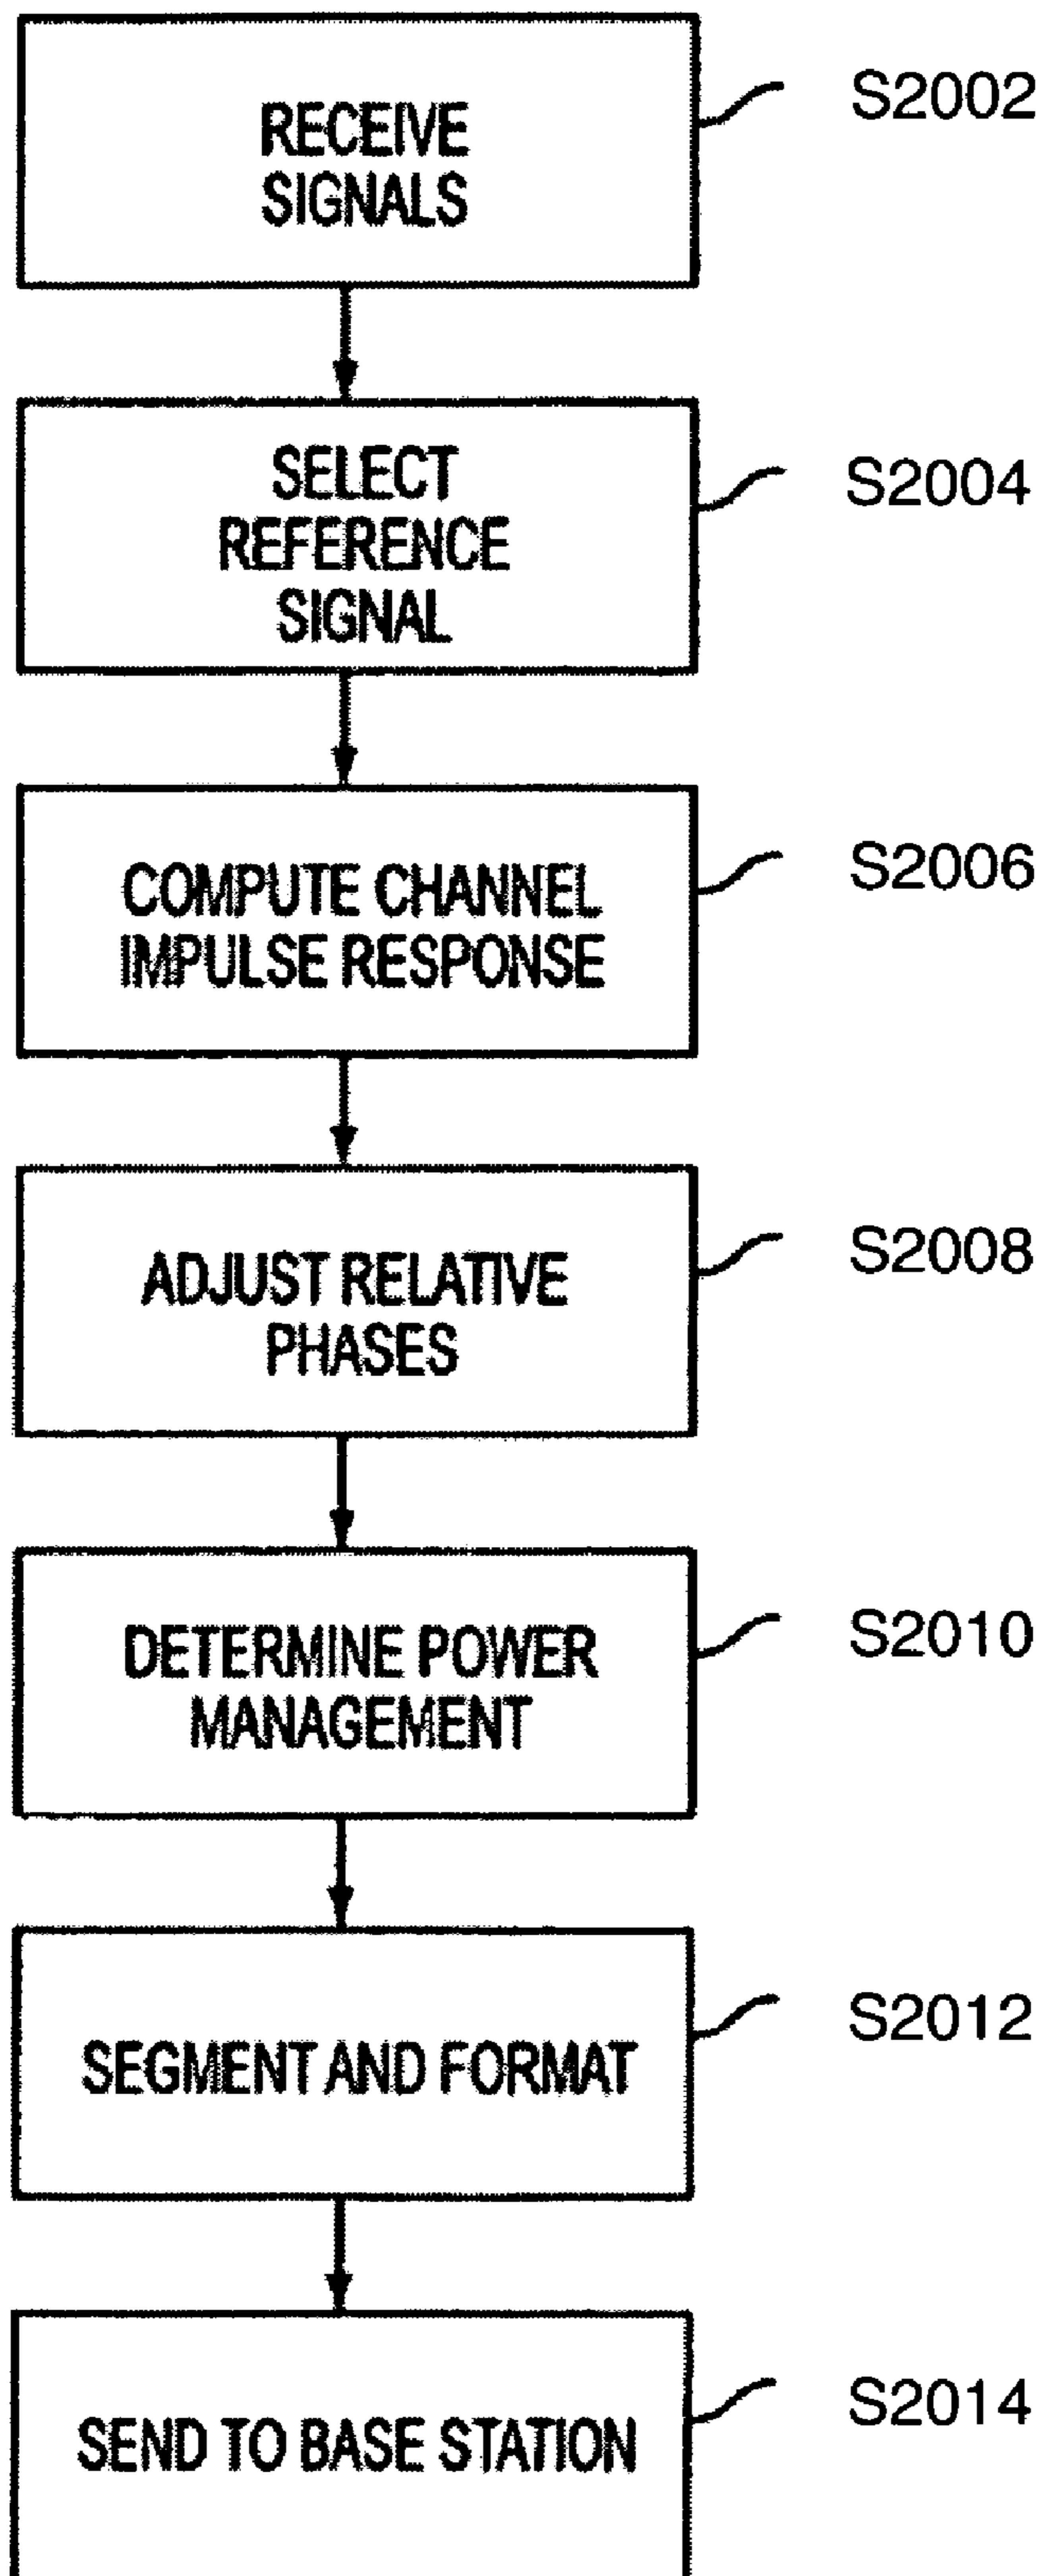 RECEIVE
SIGNALS
S2002
SELECT
REFERENCE
SIGNAL
S2004
COMPUTE CHANNEL
IMPULSE RESPONSE
S2006
ADJUST RELATIVE
PHASES
S2008
DETERMINE POWER
MANAGEMENT
S2010
SEGMENT AND FORMAT
S2012
SEND TO BASE STATION
S2014